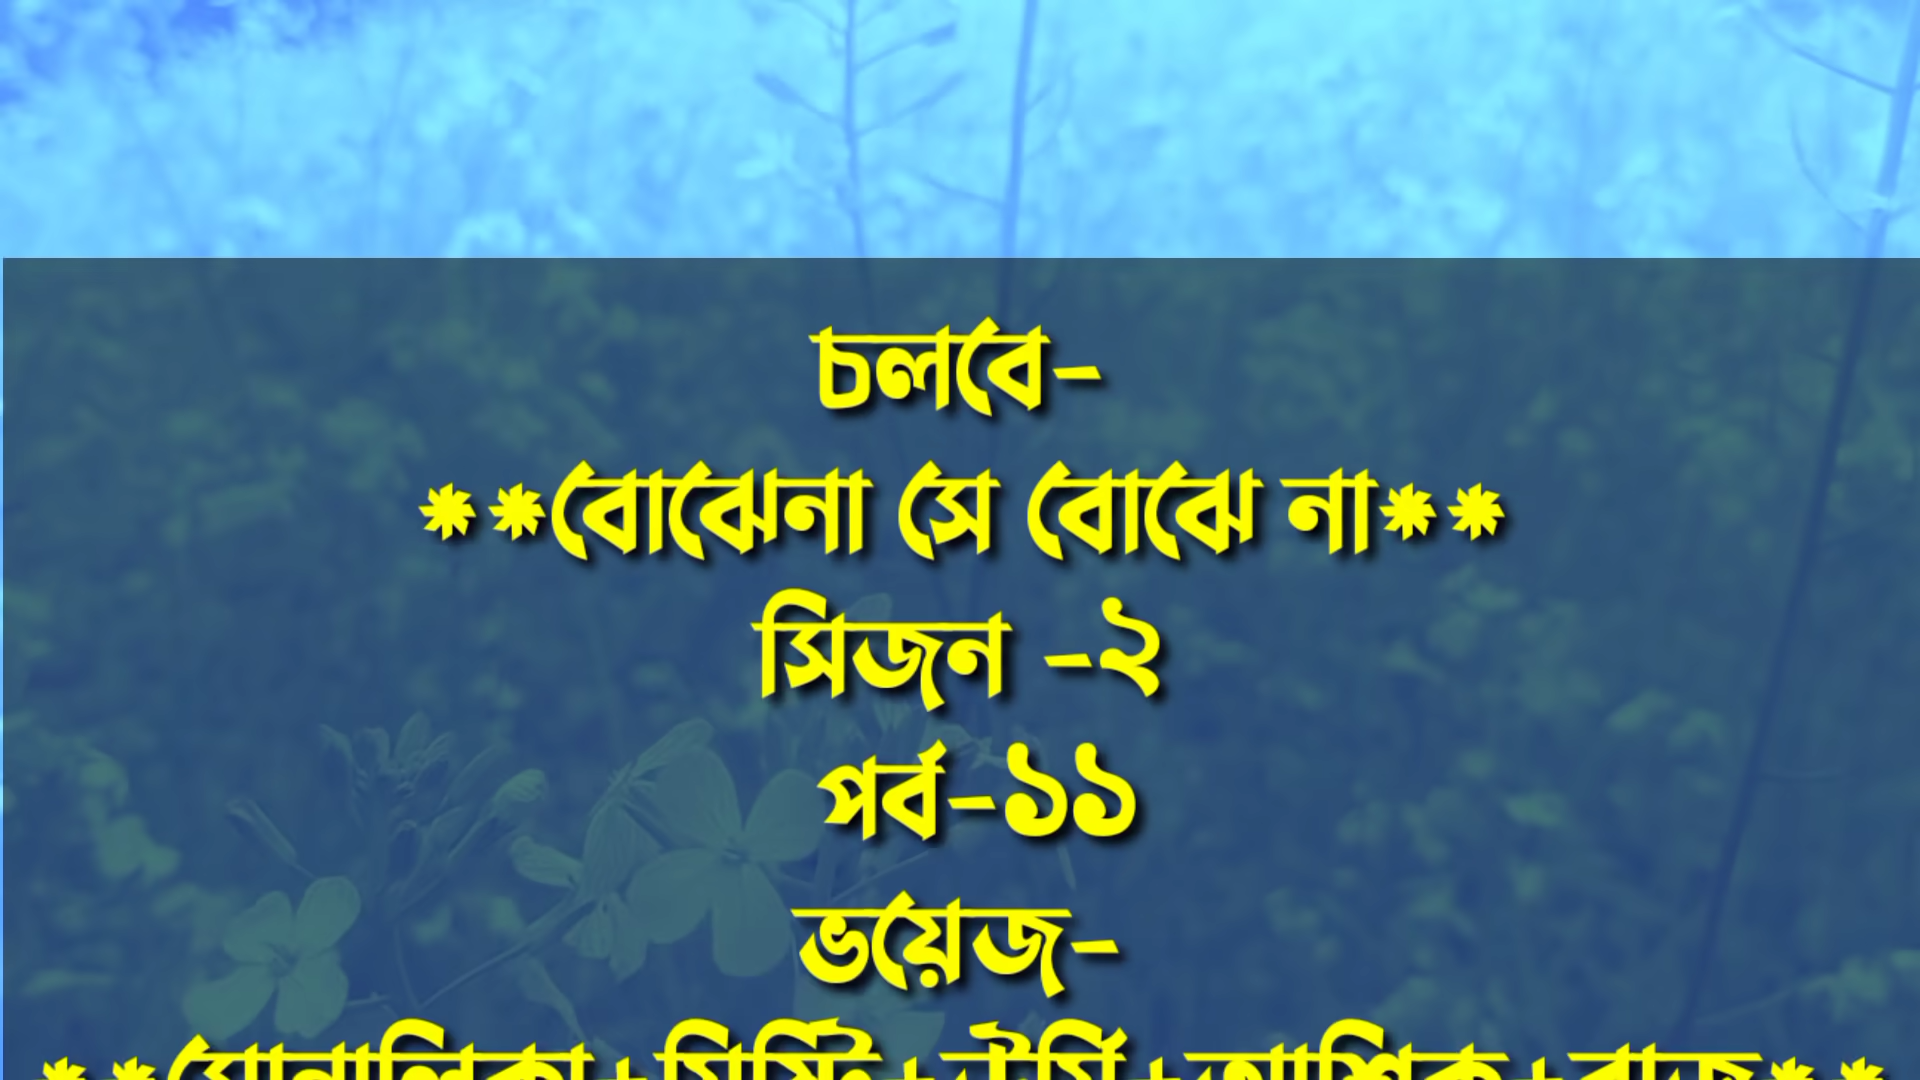 চলবে-
**বোঝেনা সে বোঝে না**
সিজন -২
পর্ব-১১
ভয়েজ-